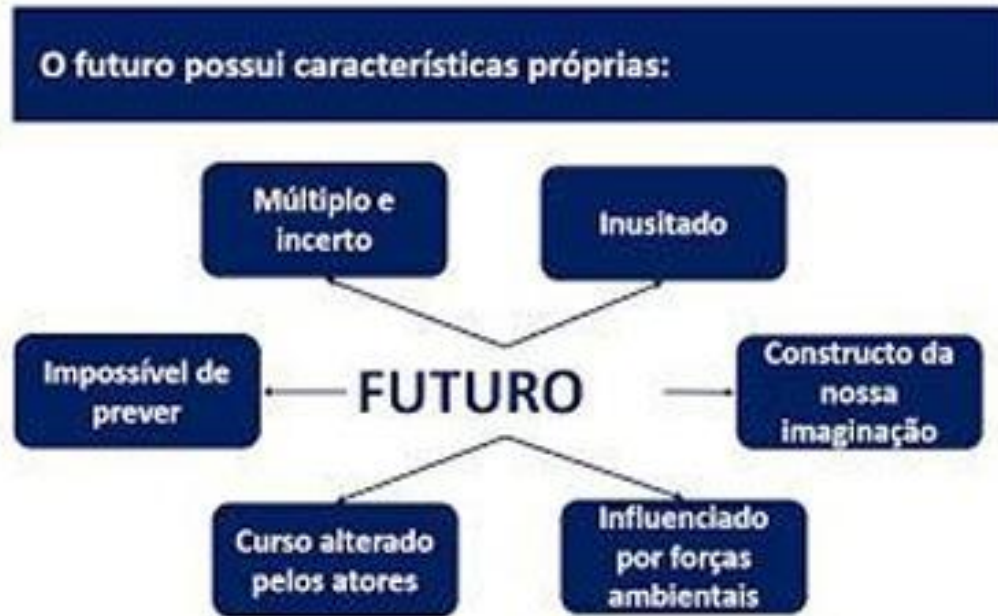 O futuro possui características próprias:
Múltiplo e
incerto
Inusitado
Impossível de
prever
FUTURO
Constructo da
nossa
imaginação
Curso alterado
pelos atores
Influenciado
por forças
ambientais